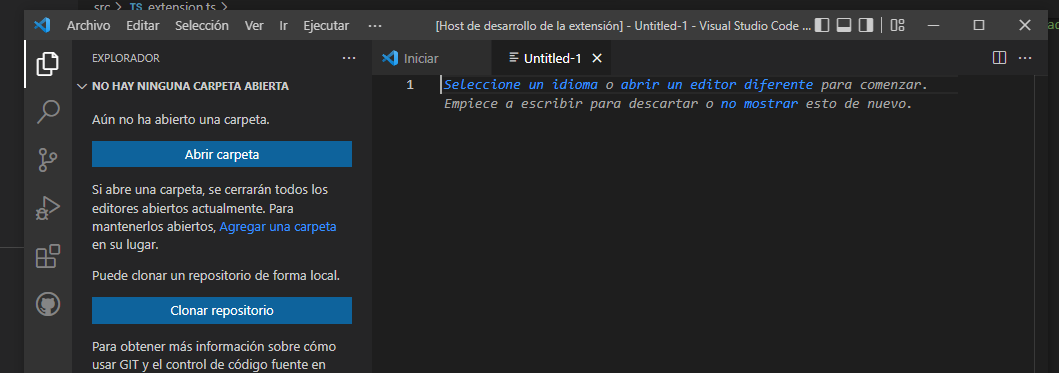 src > TS extension.ts >
Archivo Editar Selección Ver Ir Ejecutar ··· [Host de desarrollo de la extensión] - Untitled-1 - Visual Studio Code ...
EXPLORADOR ···
Iniciar
Untitled-1
NO HAY NINGUNA CARPETA ABIERTA
Aún no ha abierto una carpeta.
Abrir carpeta
Si abre una carpeta, se cerrarán todos los
editores abiertos actualmente. Para
mantenerlos abiertos, Agregar una carpeta
en su lugar.
Puede clonar un repositorio de forma local.
Clonar repositorio
Para obtener más información sobre cómo
usar GIT y el control de código fuente en
1 Seleccione un idioma o abrir un editor diferente para comenzar.
Empiece a escribir para descartar o no mostrar esto de nuevo.